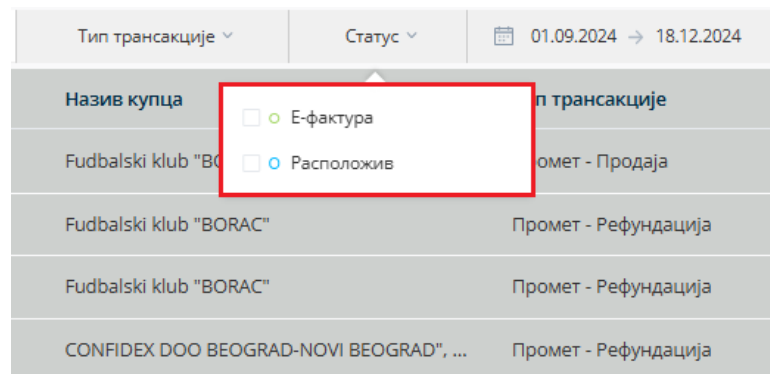 Тип трансакције Статус 01.09.2024 → 18.12.2024
Назив купца п трансакције
Е-фактура
Fudbalski klub "BO омет - Продаја
Расположив
Fudbalski klub "BORAC" Промет - Рефундација
Fudbalski klub "BORAC" Промет - Рефундација
CONFIDEX DOO BEOGRAD-NOVI BEOGRAD", ... Промет - Рефундација